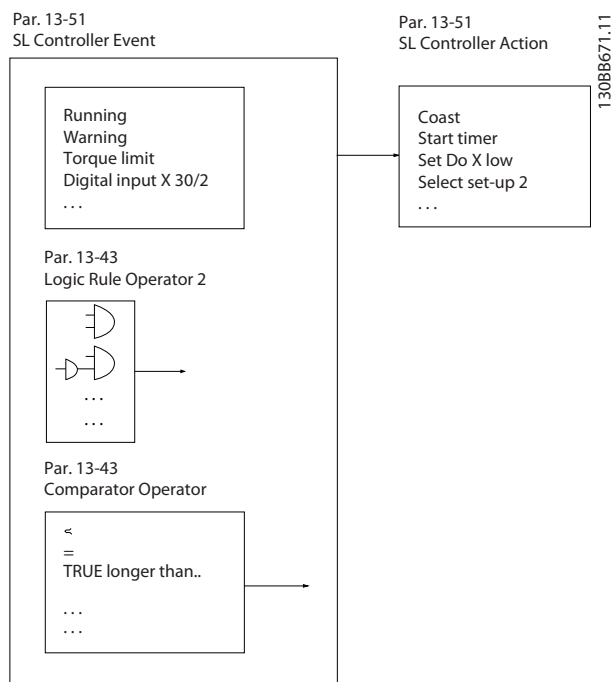 Par. 13-51
SL Controller Event
Par. 13-51
SL Controller Action
130BB671.11
Running
Warning
Torque limit
Digital input X 30/2
. . .
Coast
Start timer
Set Do X low
Select set-up 2
. . .
Par. 13-43
Logic Rule Operator 2
. . .
. . .
Par. 13-43
Comparator Operator
=
TRUE longer than..
. . .
. . .